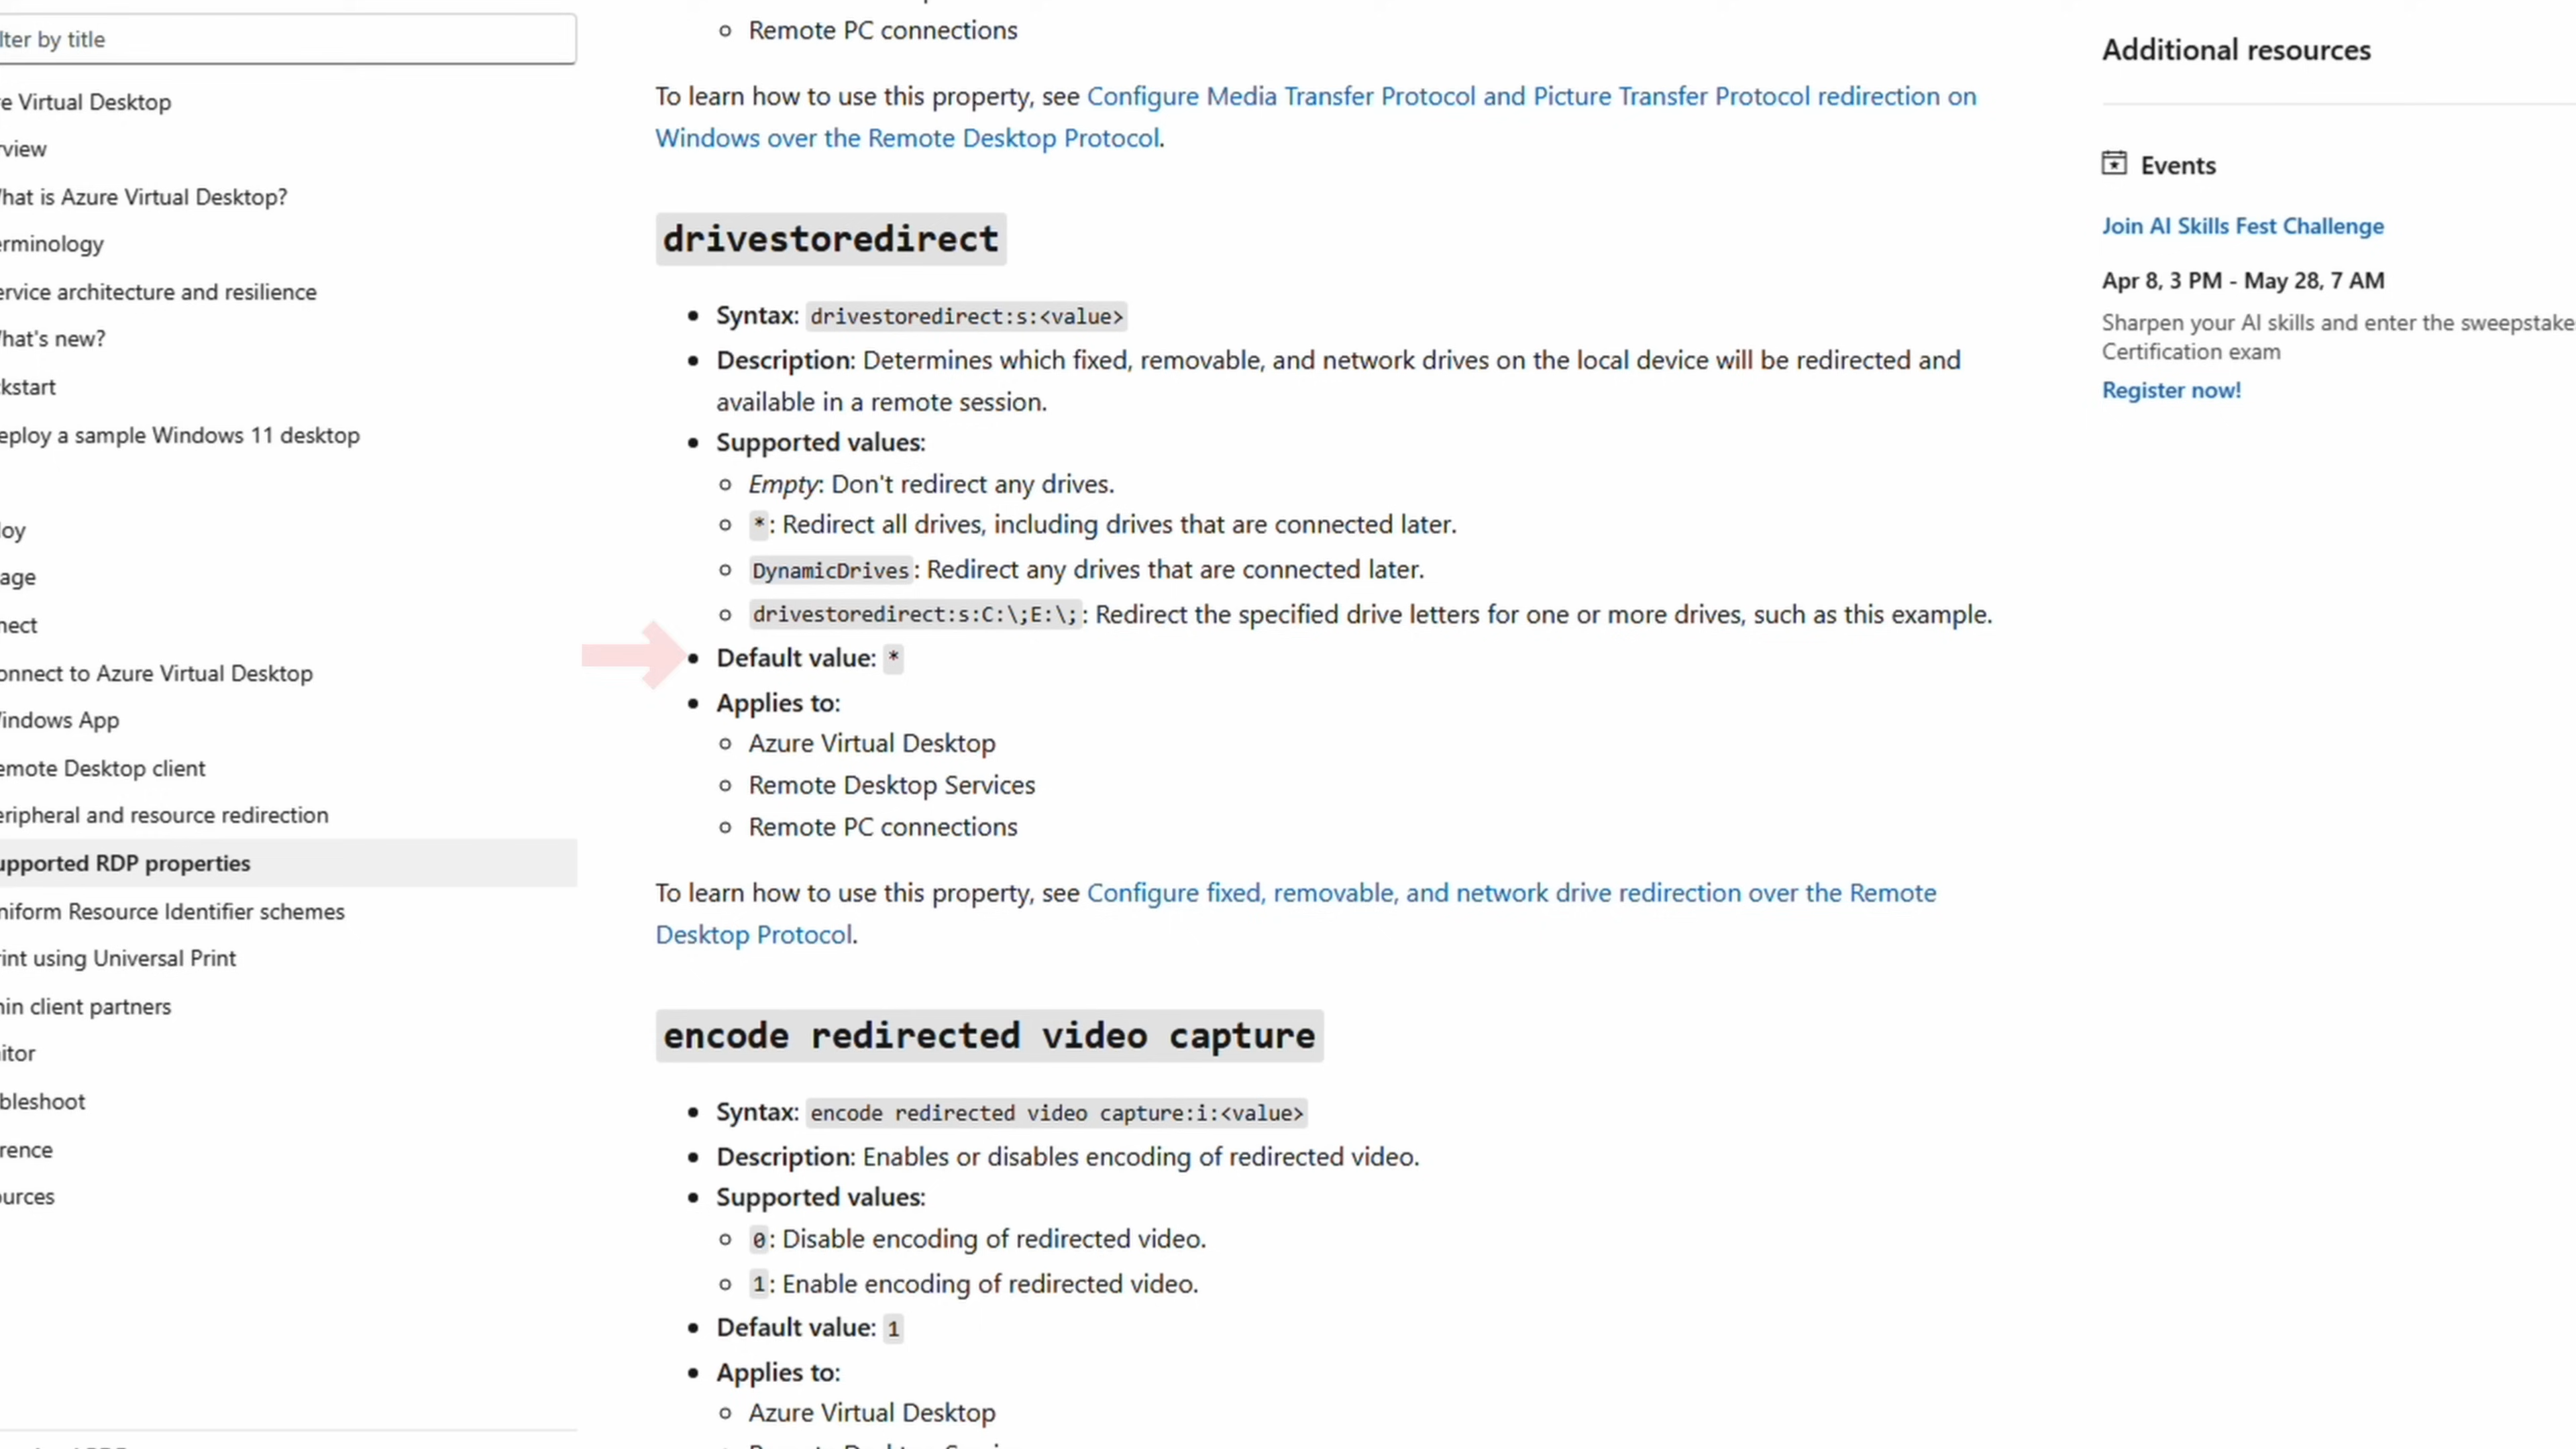 lter by title
e Virtual Desktop
rview
hat is Azure Virtual Desktop?
erminology
ervice architecture and resilience
hat's new?
kstart
eploy a sample Windows 11 desktop
loy
age
nect
onnect to Azure Virtual Desktop
indows App
emote Desktop client
eripheral and resource redirection
upported RDP properties
niform Resource Identifier schemes
rint using Universal Print
hin client partners
itor
bleshoot
rence
ources
Remote PC connections
To learn how to use this property, see Configure Media Transfer Protocol and Picture Transfer Protocol redirection on
Windows over the Remote Desktop Protocol.
drivestoredirect
Syntax: drivestoredirect:s:<value>
Description: Determines which fixed, removable, and network drives on the local device will be redirected and
available in a remote session.
Supported values:
Empty: Don't redirect any drives.
*: Redirect all drives, including drives that are connected later.
DynamicDrives: Redirect any drives that are connected later.
drivestoredirect:s:C:\;E:\;: Redirect the specified drive letters for one or more drives, such as this example.
Default value: *
Applies to:
Azure Virtual Desktop
Remote Desktop Services
Remote PC connections
To learn how to use this property, see Configure fixed, removable, and network drive redirection over the Remote
Desktop Protocol.
encode redirected video capture
Syntax: encode redirected video capture:i:<value>
Description: Enables or disables encoding of redirected video.
Supported values:
0: Disable encoding of redirected video.
1: Enable encoding of redirected video.
Default value: 1
Applies to:
Azure Virtual Desktop
Additional resources
Events
Join AI Skills Fest Challenge
Apr 8, 3 PM - May 28, 7 AM
Sharpen your AI skills and enter the sweepstake
Certification exam
Register now!